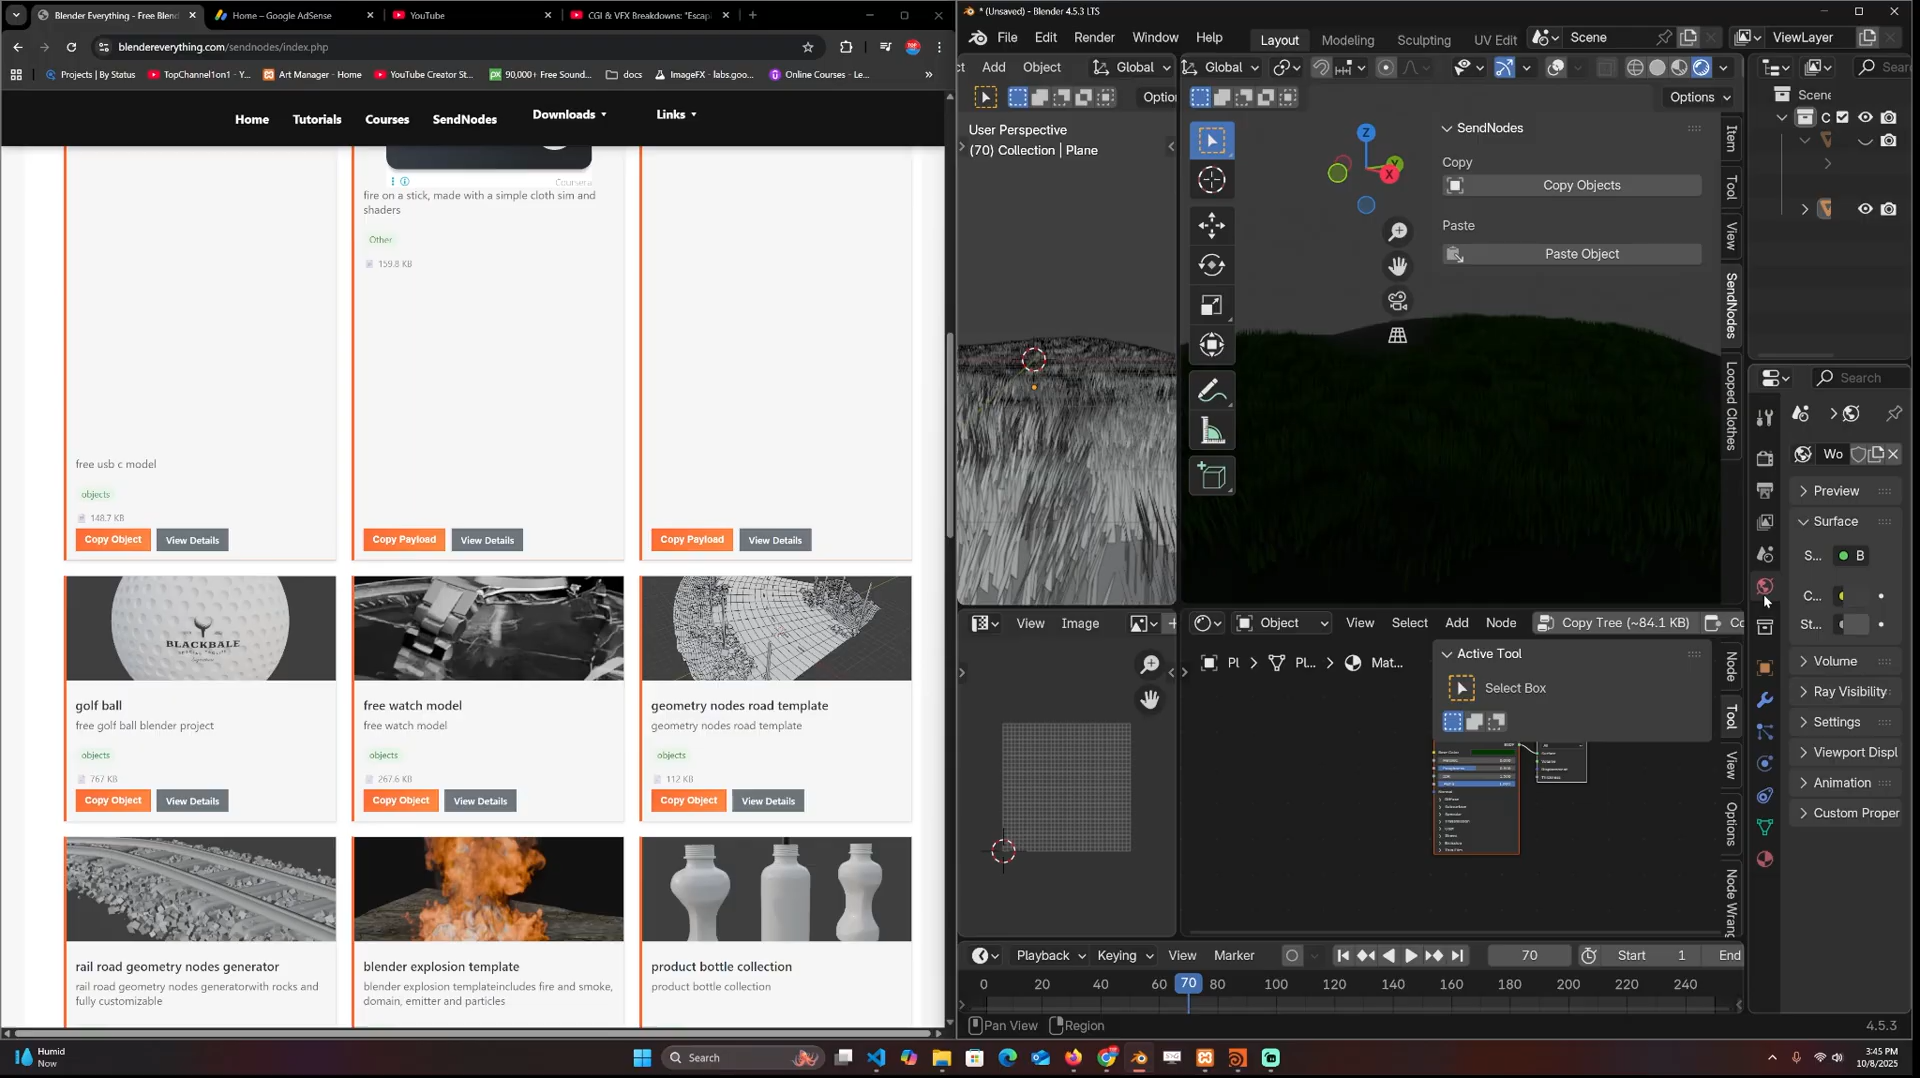 Blender Everything - Free Blend
Home – Google AdSense
YouTube
CGI & VFX Breakdowns: "Escap
blendereverything.com/sendnodes/index.php
Projects | By Status
TopChannel1on1 - Y...
Art Manager - Home
YouTube Creator St...
90,000+ Free Sound...
docs
ImageFX - labs.goo...
Online Courses - Le...
Home
Tutorials
Courses
SendNodes
Downloads
Links
Coursera
fire on a stick, made with a simple cloth sim and
shaders
Other
159.8 KB
free usb c model
objects
148.7 KB
Copy Object
View Details
Copy Payload
View Details
Copy Payload
View Details
BLACKBALE
golf ball
free golf ball blender project
objects
767 KB
Copy Object
View Details
free watch model
free watch model
objects
267.6 KB
Copy Object
View Details
geometry nodes road template
geometry nodes road template
objects
112 KB
Copy Object
View Details
rail road geometry nodes generator
rail road geometry nodes generatorwith rocks and
fully customizable
blender explosion template
blender explosion templateincludes fire and smoke,
domain, emitter and particles
product bottle collection
product bottle collection
* (Unsaved) - Blender 4.5.3 LTS
File
Edit
Render
Window
Help
Layout
Modeling
Sculpting
UV Edit
Scene
ViewLayer
ct
Add
Object
Global
Global
Sear
Optio
Options
User Perspective
(70) Collection | Plane
Z
Y
X
SendNodes
Copy
Copy Objects
Paste
Paste Object
Item
Tool
View
SendNodes
Looped Clothes
Scene
C
Search
Wo
Preview
Surface
S...
B
C...
St...
Volume
Ray Visibility
Settings
Viewport Displ
Animation
Custom Proper
View
Image
Object
View
Select
Add
Node
Copy Tree (~84.1 KB)
Co
Pl
Pl...
Mat...
Active Tool
Select Box
Node
Tool
View
Options
Node Wrang
Playback
Keying
View
Marker
70
Start
1
End
0
20
40
60
70
80
100
120
140
160
180
200
220
240
Pan View
Region
4.5.3
Humid
Now
Search
3:45 PM
10/8/2025